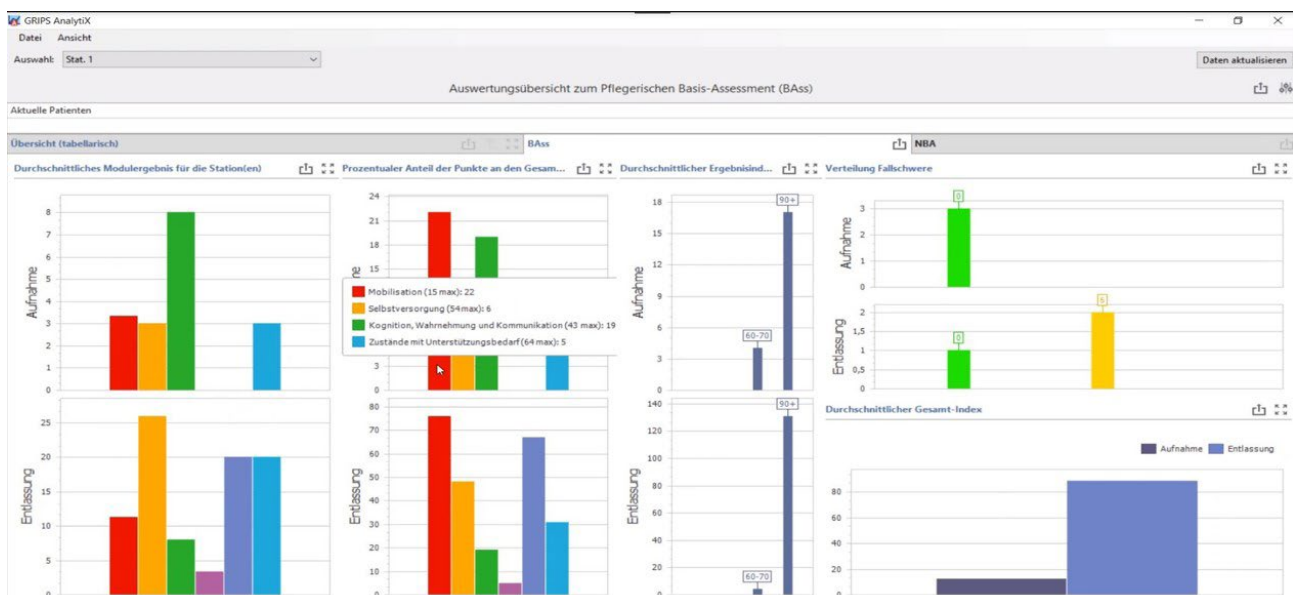 GRIPS AnalytiX
Datei Ansicht
Auswahl: Stat. 1
Daten aktualisieren
Auswertungsübersicht zum Pflegerischen Basis-Assessment (BAss)
Aktuelle Patienten
Übersicht (tabellarisch) BAss NBA
Durchschnittliches Modulergebnis für die Station(en)
8
7
6
5
4
3
2
1
0
Aufnahme
25
20
15
10
5
0
Entlassung
Prozentualer Anteil der Punkte an den Gesam...
24
21
18
15
3
0
Mobilisation (15 max): 22
Selbstversorgung (54 max): 6
Kognition, Wahrnehmung und Kommunikation (43 max): 19
Zustände mit Unterstützungsbedarf (64 max): 5
80
70
60
50
40
30
20
10
0
Entlassung
Durchschnittlicher Ergebnisind...
18
15
12
9
6
3
0
Aufnahme
60-70
90+
140
120
100
80
60
40
20
0
Entlassung
60-70
90+
Verteilung Fallschwere
3
2
1
0
Aufnahme
0
2
1,5
1
0,5
0
Entlassung
0
6
Durchschnittlicher Gesamt-Index
Aufnahme Entlassung
80
60
40
20